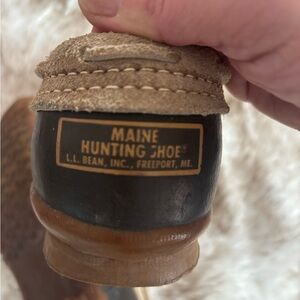 MAINE
HUNTING SHOE
L.L. BEAN, INC., FREEPORT, ME.